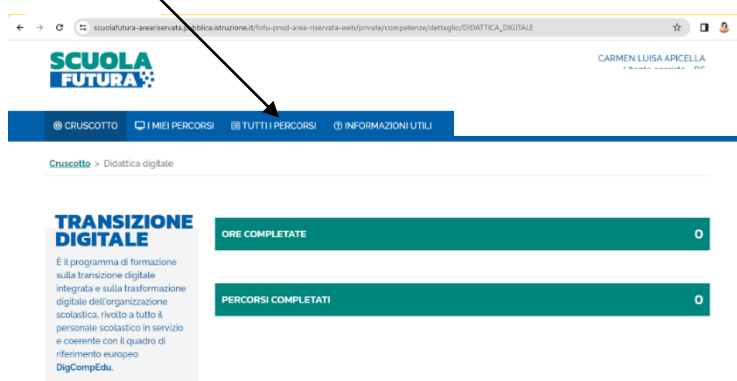 scuolafutura-areariservata.pubblica.istruzione.it/fofu-pnsd-area-riservata-web/private/competenze/dettaglio/DIDATTICA_DIGITALE
SCUOLA
FUTURA
CARMEN LUISA APICELLA
CRUSCOTTO I MIEI PERCORSI TUTTI I PERCORSI INFORMAZIONI UTILI
Cruscotto > Didattica digitale
TRANSIZIONE
DIGITALE
È il programma di formazione
sulla transizione digitale
integrata e sulla trasformazione
digitale dell'organizzazione
scolastica, rivolto a tutto il
personale scolastico in servizio
e coerente con il quadro di
riferimento europeo
DigCompEdu.
ORE COMPLETATE 0
PERCORSI COMPLETATI 0